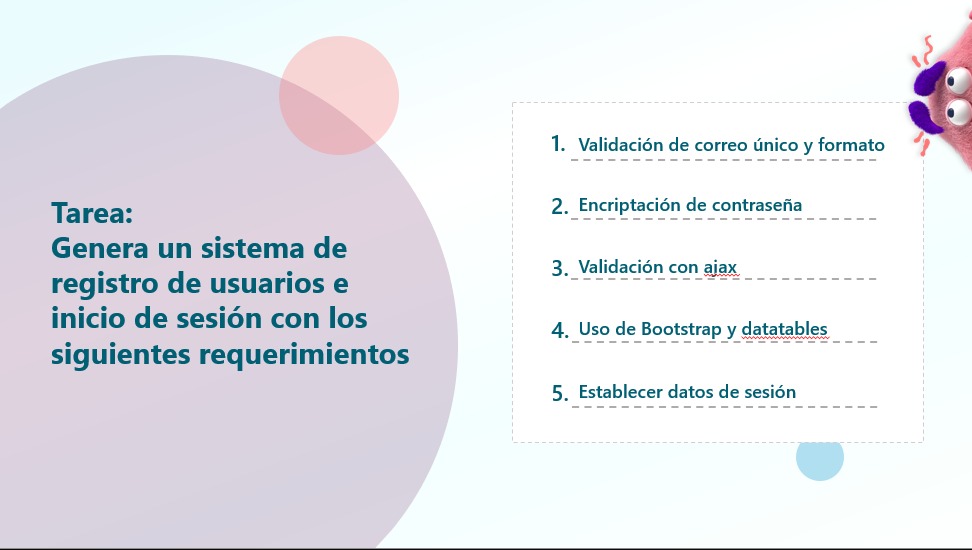 Tarea:
Genera un sistema de
registro de usuarios e
inicio de sesión con los
siguientes requerimientos
1. Validación de correo único y formato
2. Encriptación de contraseña
3. Validación con ajax
4. Uso de Bootstrap y datatables
5. Establecer datos de sesión